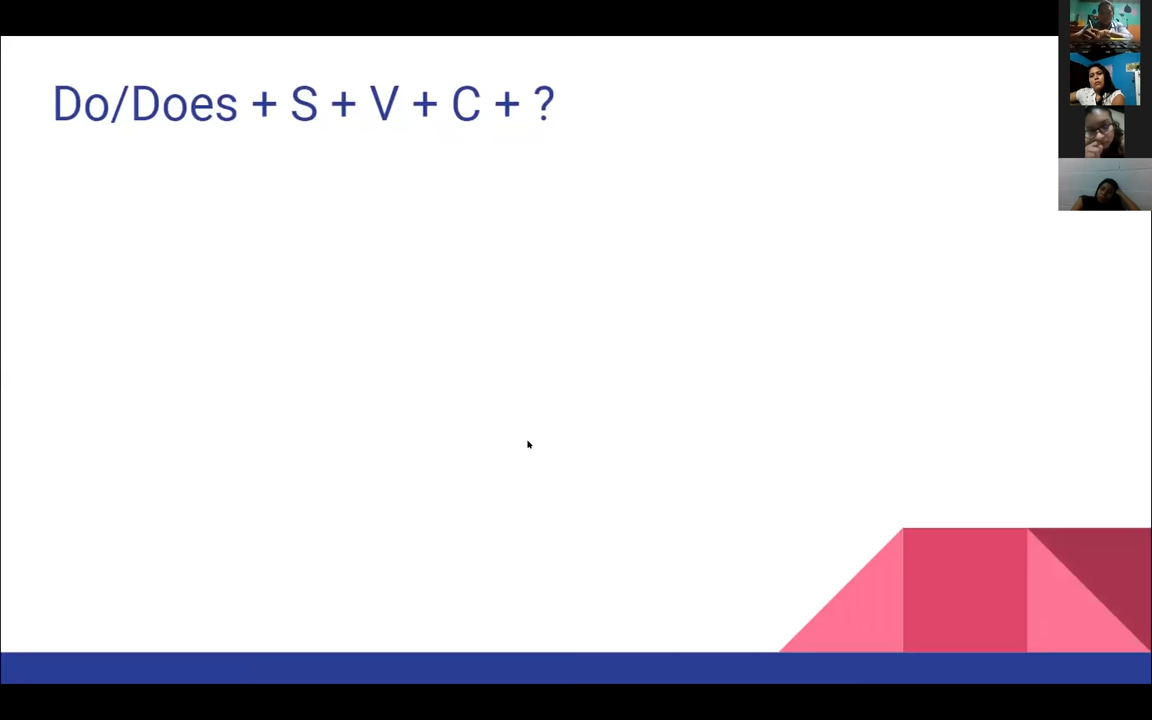 Do/Does + S + V + C + ?